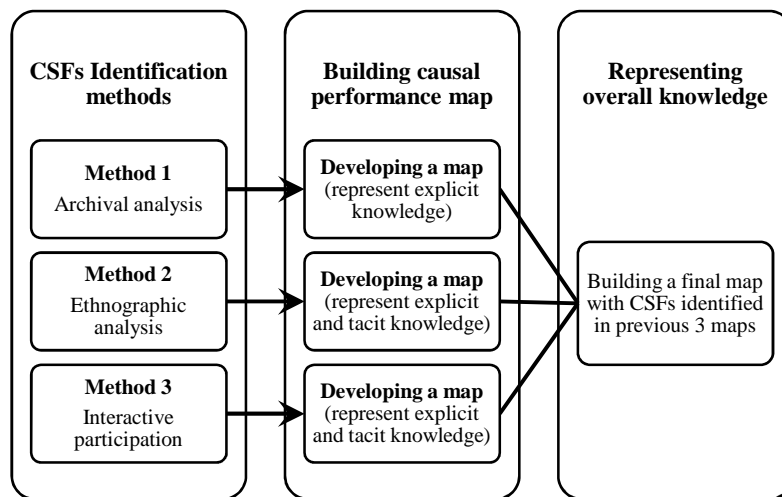 CSFs Identification
methods
Method 1
Archival analysis
Method 2
Ethnographic
analysis
Method 3
Interactive
participation
Building causal
performance map
Developing a map
(represent explicit
knowledge)
Developing a map
(represent explicit
and tacit knowledge)
Developing a map
(represent explicit
and tacit knowledge)
Representing
overall knowledge
Building a final map
with CSFs identified
in previous 3 maps